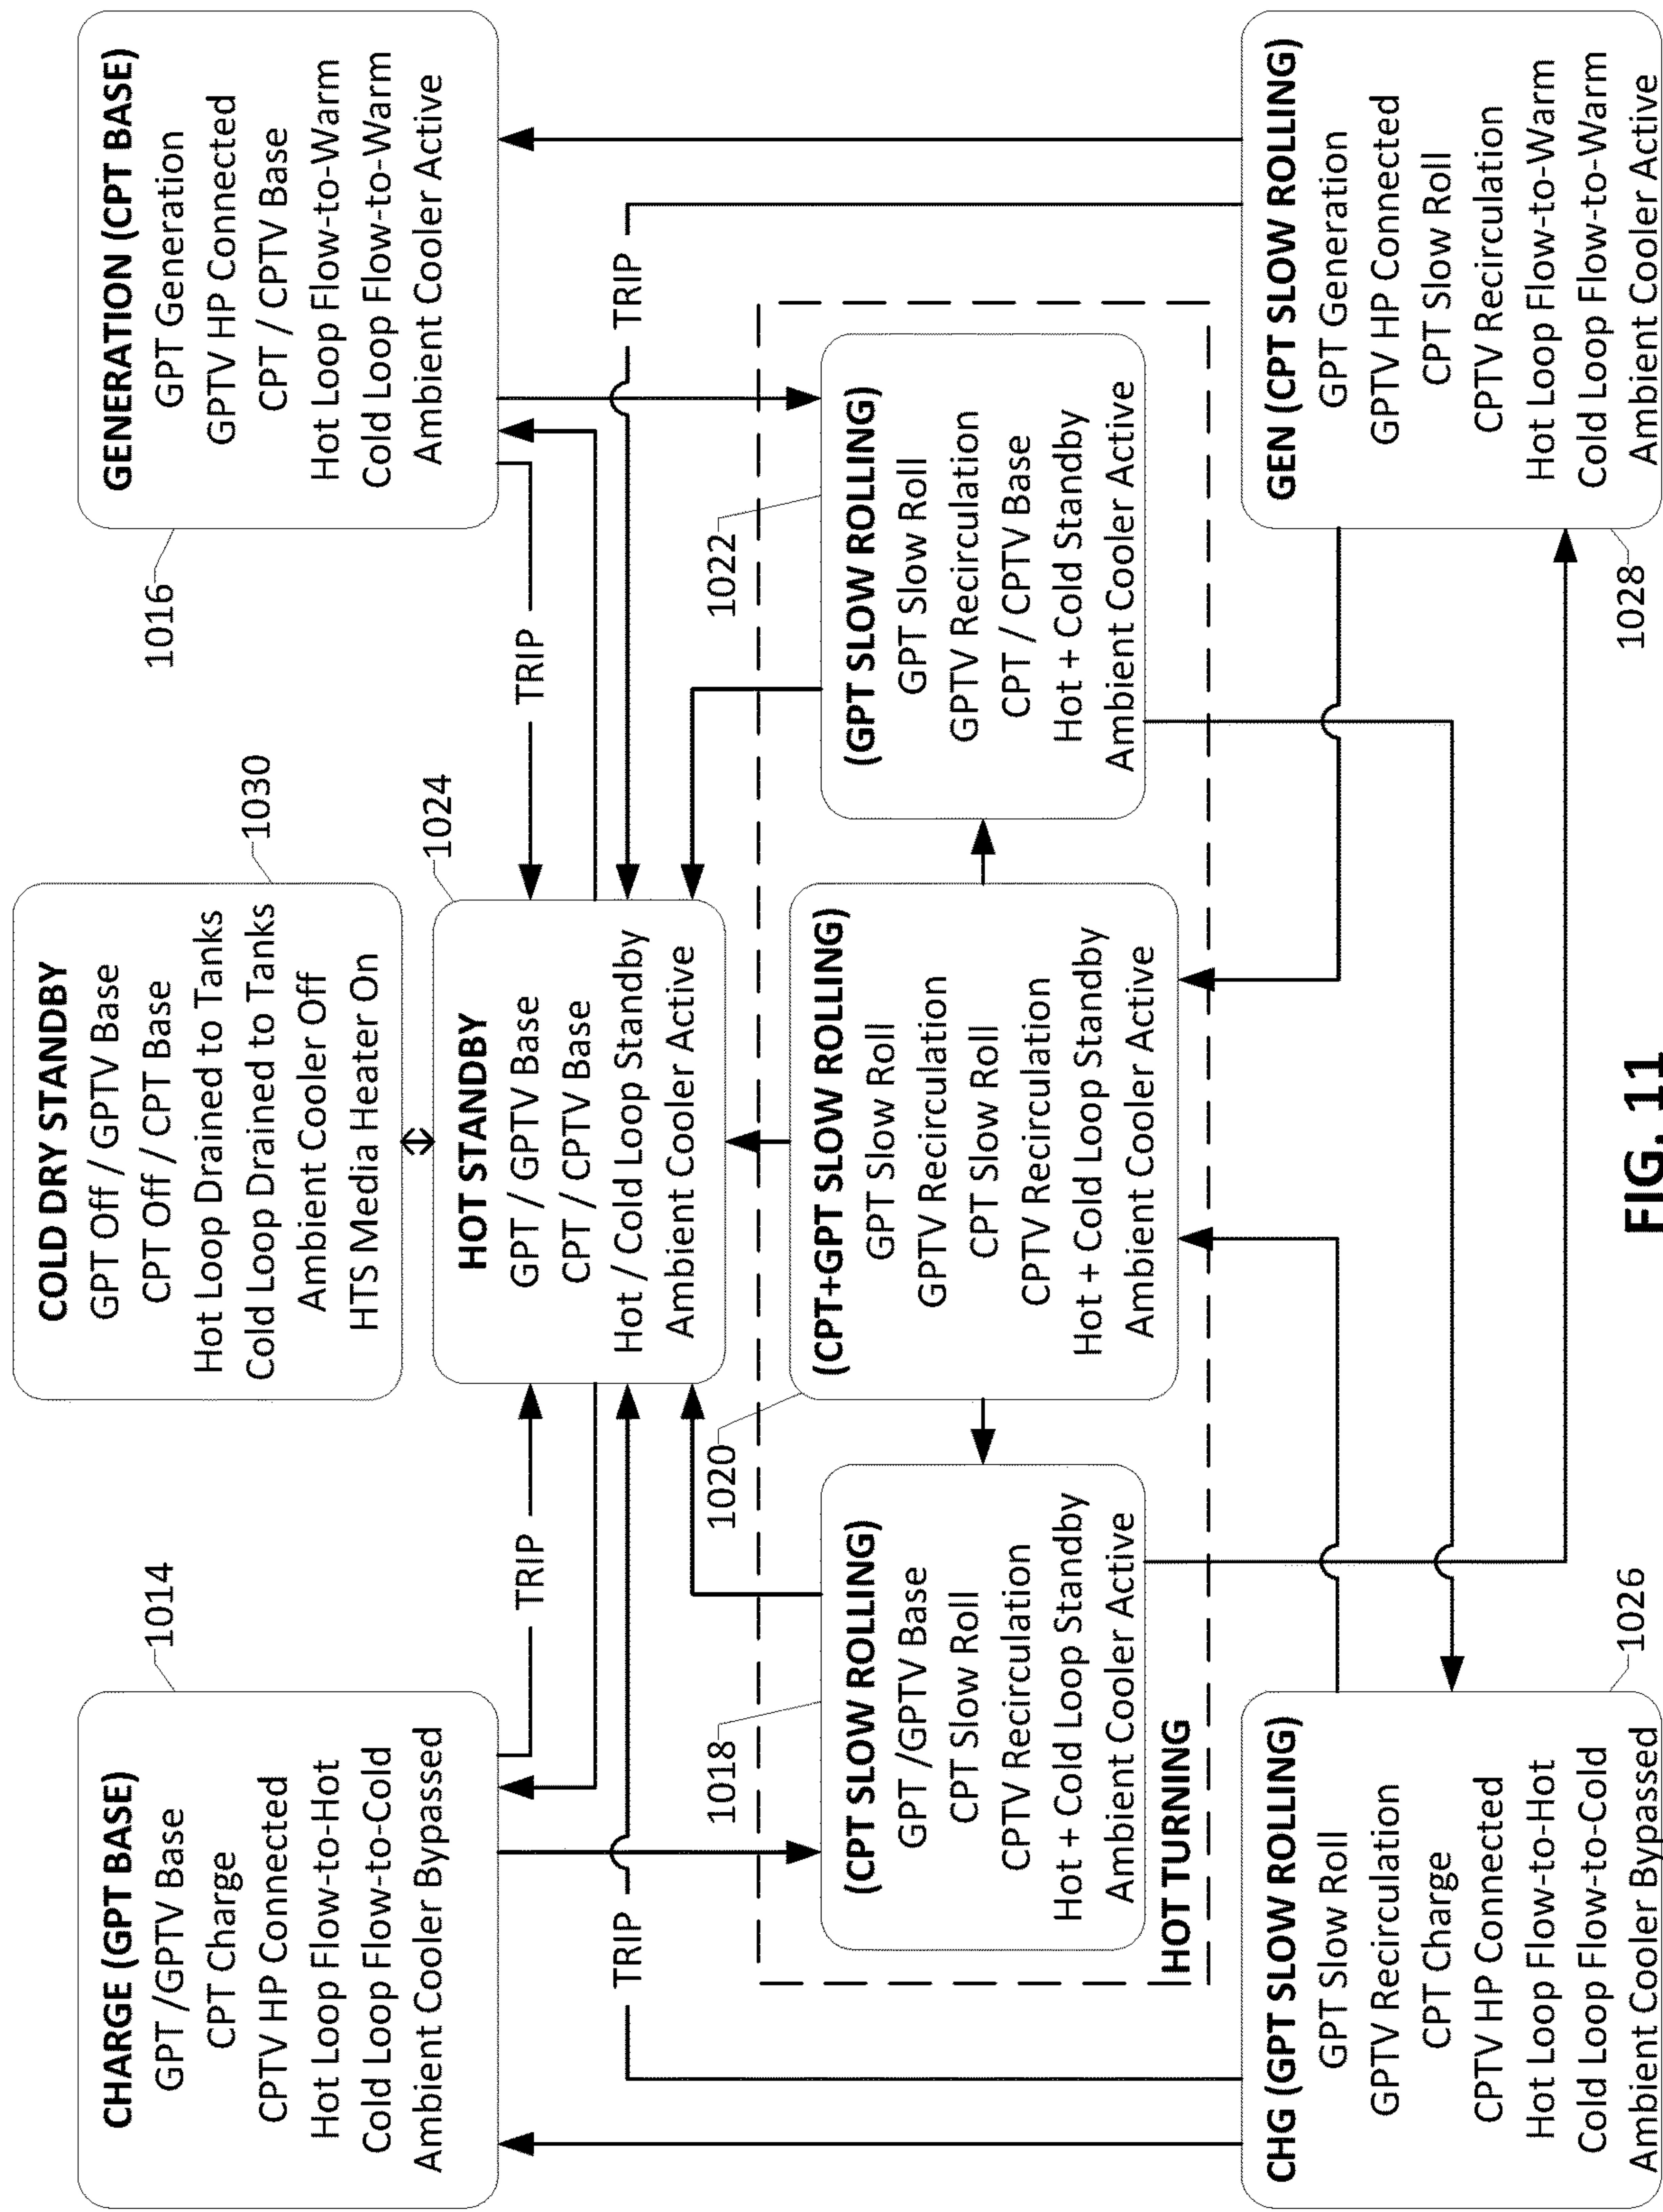 CHARGE (GPT BASE)
GPT /GPTV Base
CPT Charge
CPTV HP Connected
Hot Loop Flow-to-Hot
Cold Loop Flow-to-Cold
Ambient Cooler Bypassed
1014
COLD DRY STANDBY
GPT Off / GPTV Base
CPT Off / CPT Base
Hot Loop Drained to Tanks
Cold Loop Drained to Tanks
Ambient Cooler Off
HTS Media Heater On
1030
GENERATION (CPT BASE)
GPT Generation
GPTV HP Connected
CPT / CPTV Base
Hot Loop Flow-to-Warm
Cold Loop Flow-to-Warm
Ambient Cooler Active
1016
HOT STANDBY
GPT / GPTV Base
CPT / CPTV Base
Hot / Cold Loop Standby
Ambient Cooler Active
1024
TRIP
TRIP
TRIP
TRIP
(CPT SLOW ROLLING)
GPT /GPTV Base
CPT Slow Roll
CPTV Recirculation
Hot + Cold Loop Standby
Ambient Cooler Active
1018
(CPT+GPT SLOW ROLLING)
GPT Slow Roll
GPTV Recirculation
CPT Slow Roll
CPTV Recirculation
Hot + Cold Loop Standby
Ambient Cooler Active
1020
(GPT SLOW ROLLING)
GPT Slow Roll
GPTV Recirculation
CPT / CPTV Base
Hot + Cold Standby
Ambient Cooler Active
1022
HOT TURNING
CHG (GPT SLOW ROLLING)
GPT Slow Roll
GPTV Recirculation
CPT Charge
CPTV HP Connected
Hot Loop Flow-to-Hot
Cold Loop Flow-to-Cold
Ambient Cooler Bypassed
1026
GEN (CPT SLOW ROLLING)
GPT Generation
GPTV HP Connected
CPT Slow Roll
CPTV Recirculation
Hot Loop Flow-to-Warm
Cold Loop Flow-to-Warm
Ambient Cooler Active
1028
FIG. 11